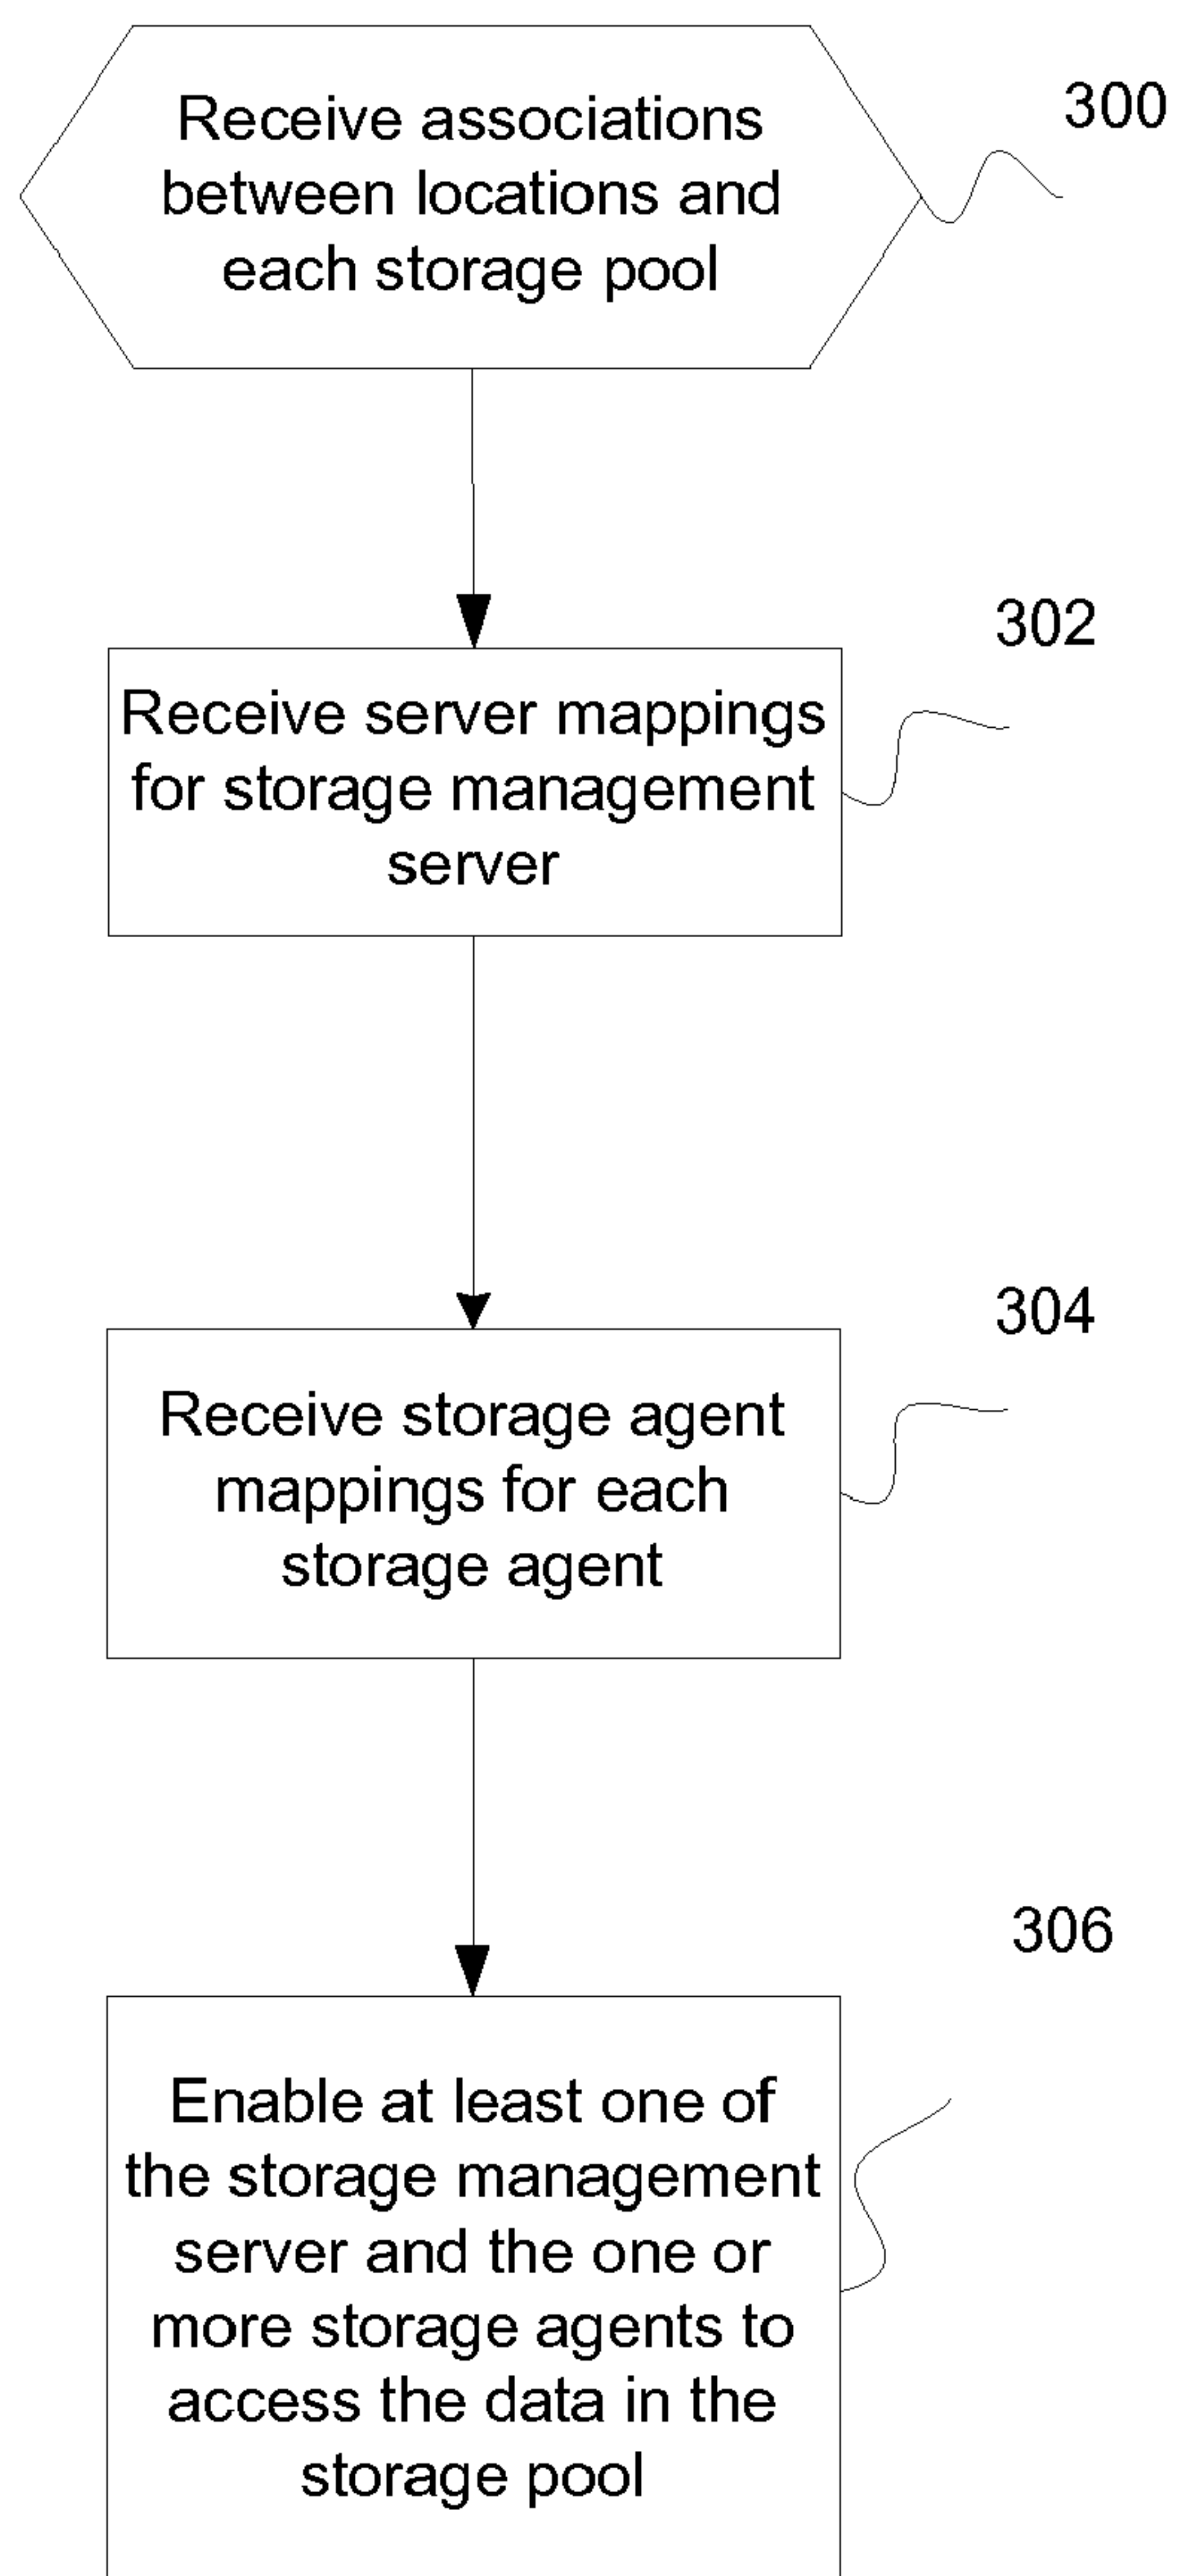 Receive associations
between locations and
each storage pool
300
Receive server mappings
for storage management
server
302
Receive storage agent
mappings for each
storage agent
304
Enable at least one of
the storage management
server and the one or
more storage agents to
access the data in the
storage pool
306